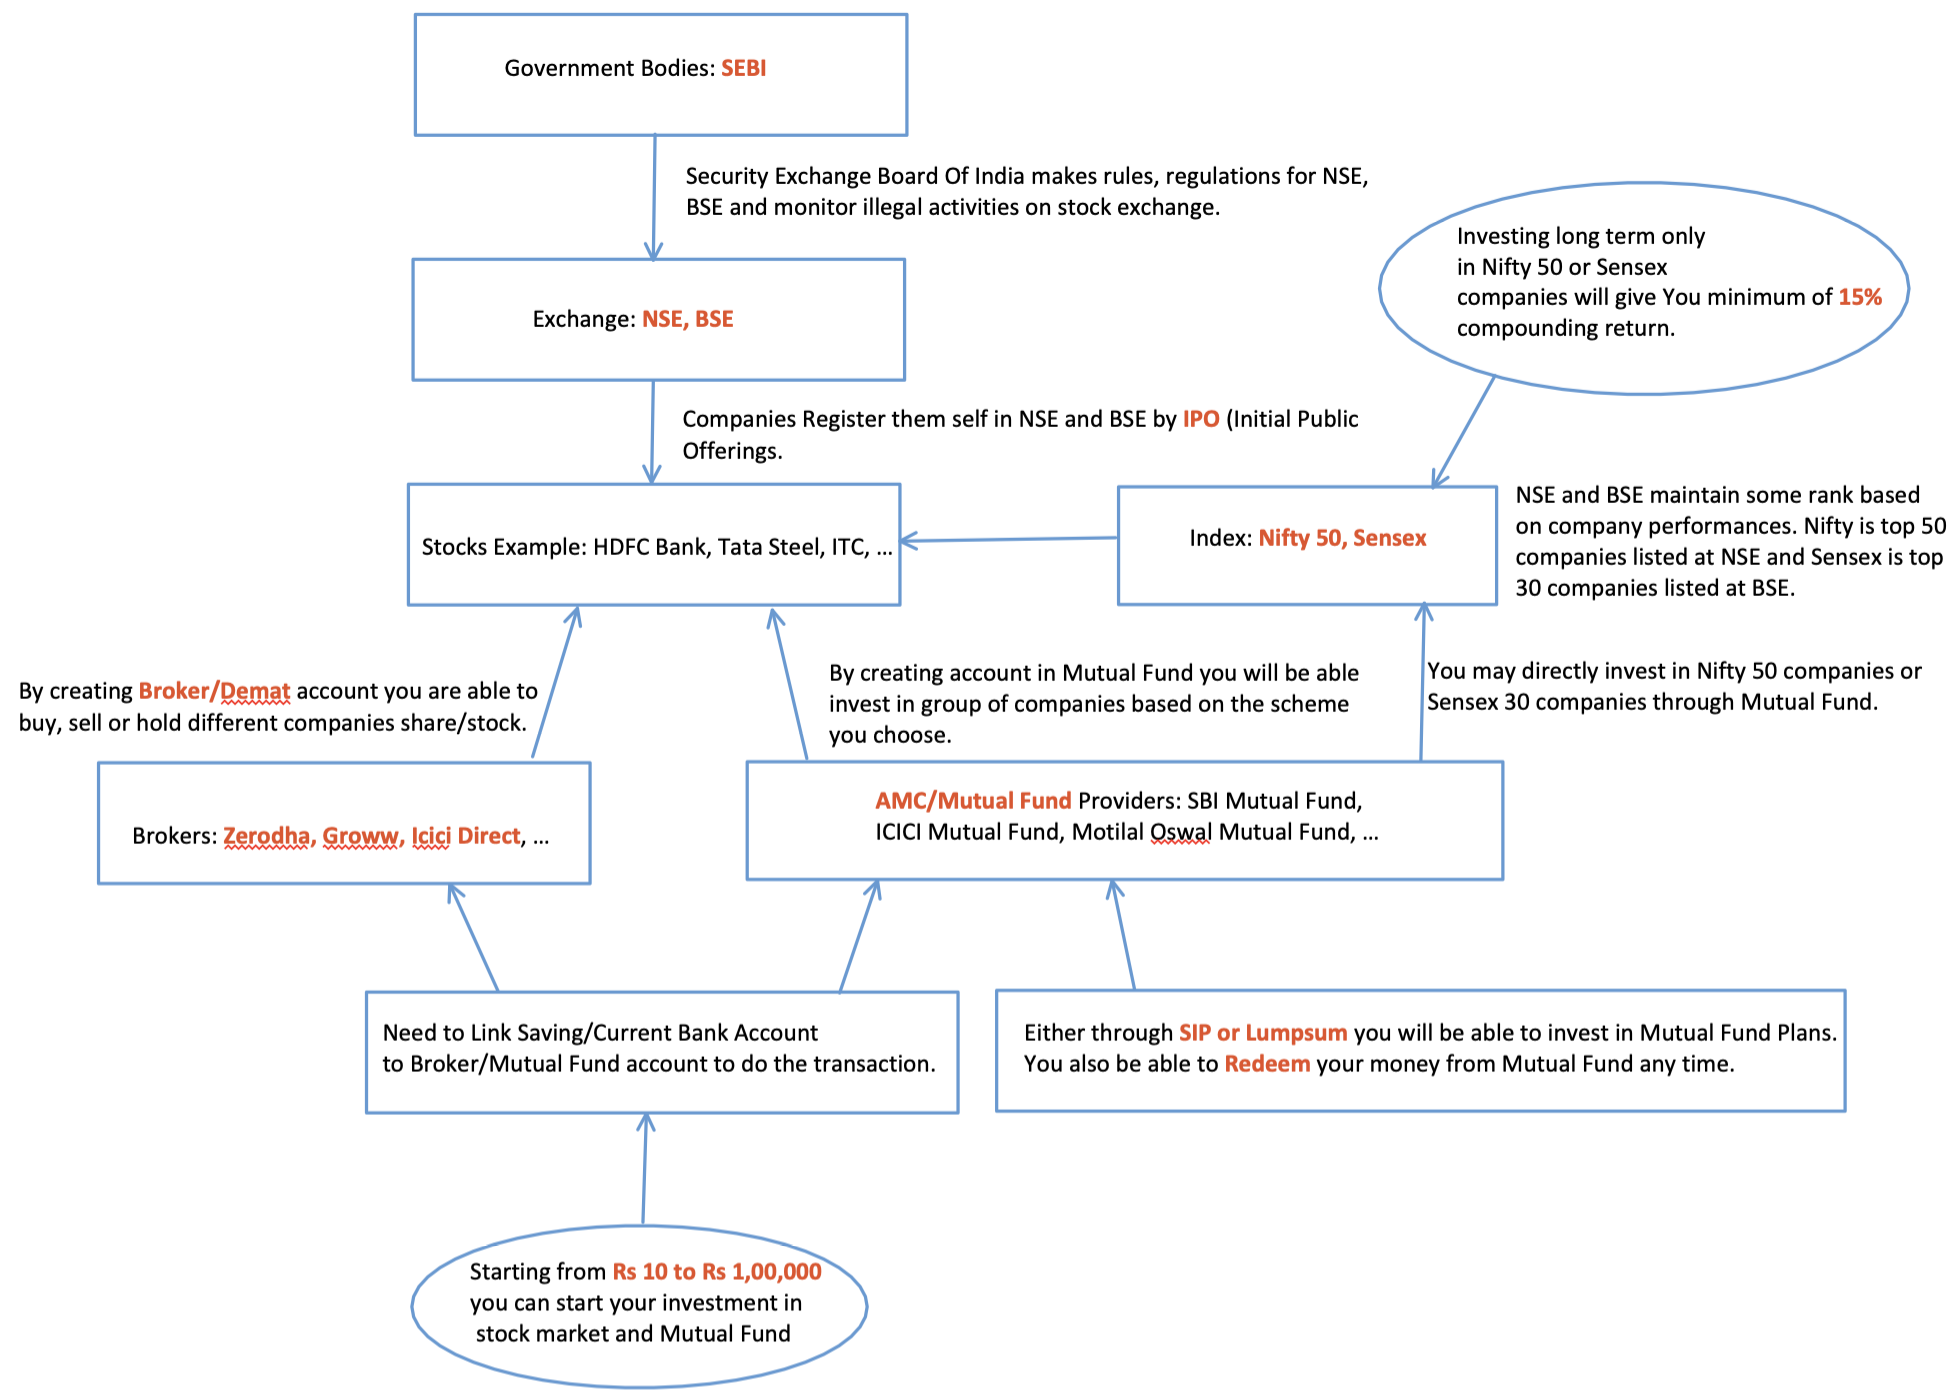 Government Bodies: SEBI
Security Exchange Board Of India makes rules, regulations for NSE,
BSE and monitor illegal activities on stock exchange.
Investing long term only
in Nifty 50 or Sensex
companies will give You minimum of 15%
compounding return.
Exchange: NSE, BSE
Companies Register them self in NSE and BSE by IPO (Initial Public
Offerings.
Stocks Example: HDFC Bank, Tata Steel, ITC, ...
Index: Nifty 50, Sensex
NSE and BSE maintain some rank based
on company performances. Nifty is top 50
companies listed at NSE and Sensex is top
30 companies listed at BSE.
By creating Broker/Demat account you are able to
buy, sell or hold different companies share/stock.
By creating account in Mutual Fund you will be able
invest in group of companies based on the scheme
you choose.
You may directly invest in Nifty 50 companies or
Sensex 30 companies through Mutual Fund.
Brokers: Zerodha, Groww, Icici Direct, ...
AMC/Mutual Fund Providers: SBI Mutual Fund,
ICICI Mutual Fund, Motilal Oswal Mutual Fund, ...
Need to Link Saving/Current Bank Account
to Broker/Mutual Fund account to do the transaction.
Either through SIP or Lumpsum you will be able to invest in Mutual Fund Plans.
You also be able to Redeem your money from Mutual Fund any time.
Starting from Rs 10 to Rs 1,00,000
you can start your investment in
stock market and Mutual Fund